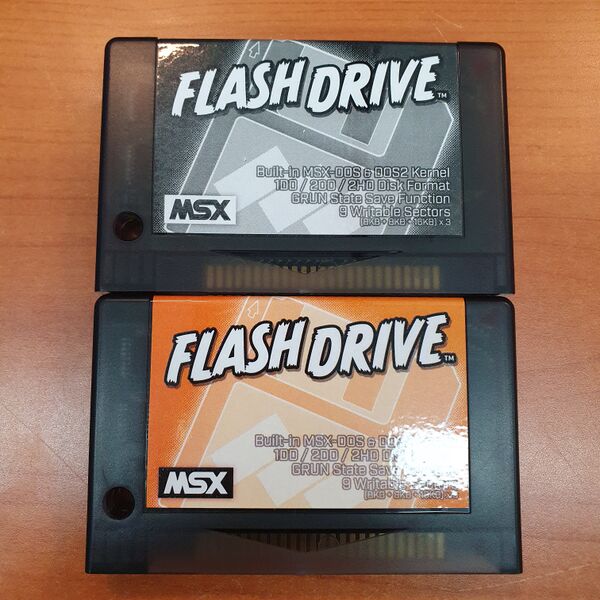 FLASH DRIVE™
Built-in MSX-DOS & DOS2 Kernel
1DD / 2DD / 2HD Disk Format
GRUN State Save Function
9 Writable Sectors
(8KB + 8KB + 16KB) x 3
MSX
FLASH DRIVE™
Built-in MSX-DOS &
1DD / 2DD / 2HD
GRUN State Save
9 Writable
MSX